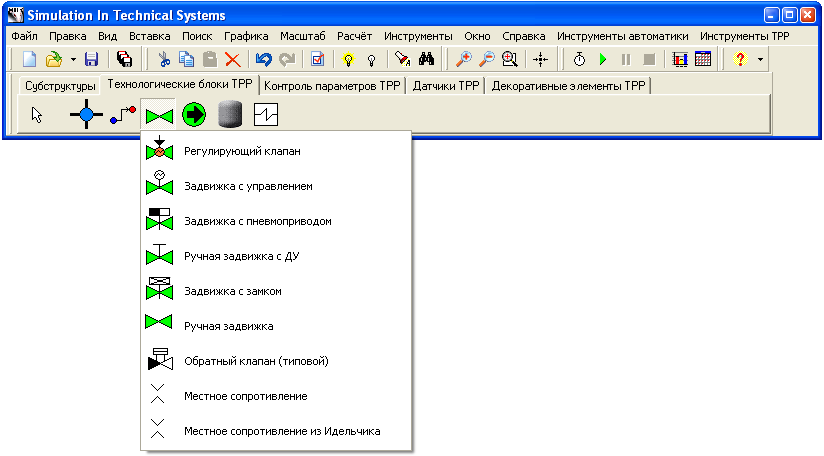 Simulation In Technical Systems
Файл Правка Вид Вставка Поиск Графика Масштаб Расчёт Инструменты Окно Справка Инструменты автоматики Инструменты ТРР
Субструктуры Технологические блоки ТРР Контроль параметров ТРР Датчики ТРР Декоративные элементы ТРР
Регулирующий клапан
Задвижка с управлением
Задвижка с пневмоприводом
Ручная задвижка с ДУ
Задвижка с замком
Ручная задвижка
Обратный клапан (типовой)
Местное сопротивление
Местное сопротивление из Идельчика